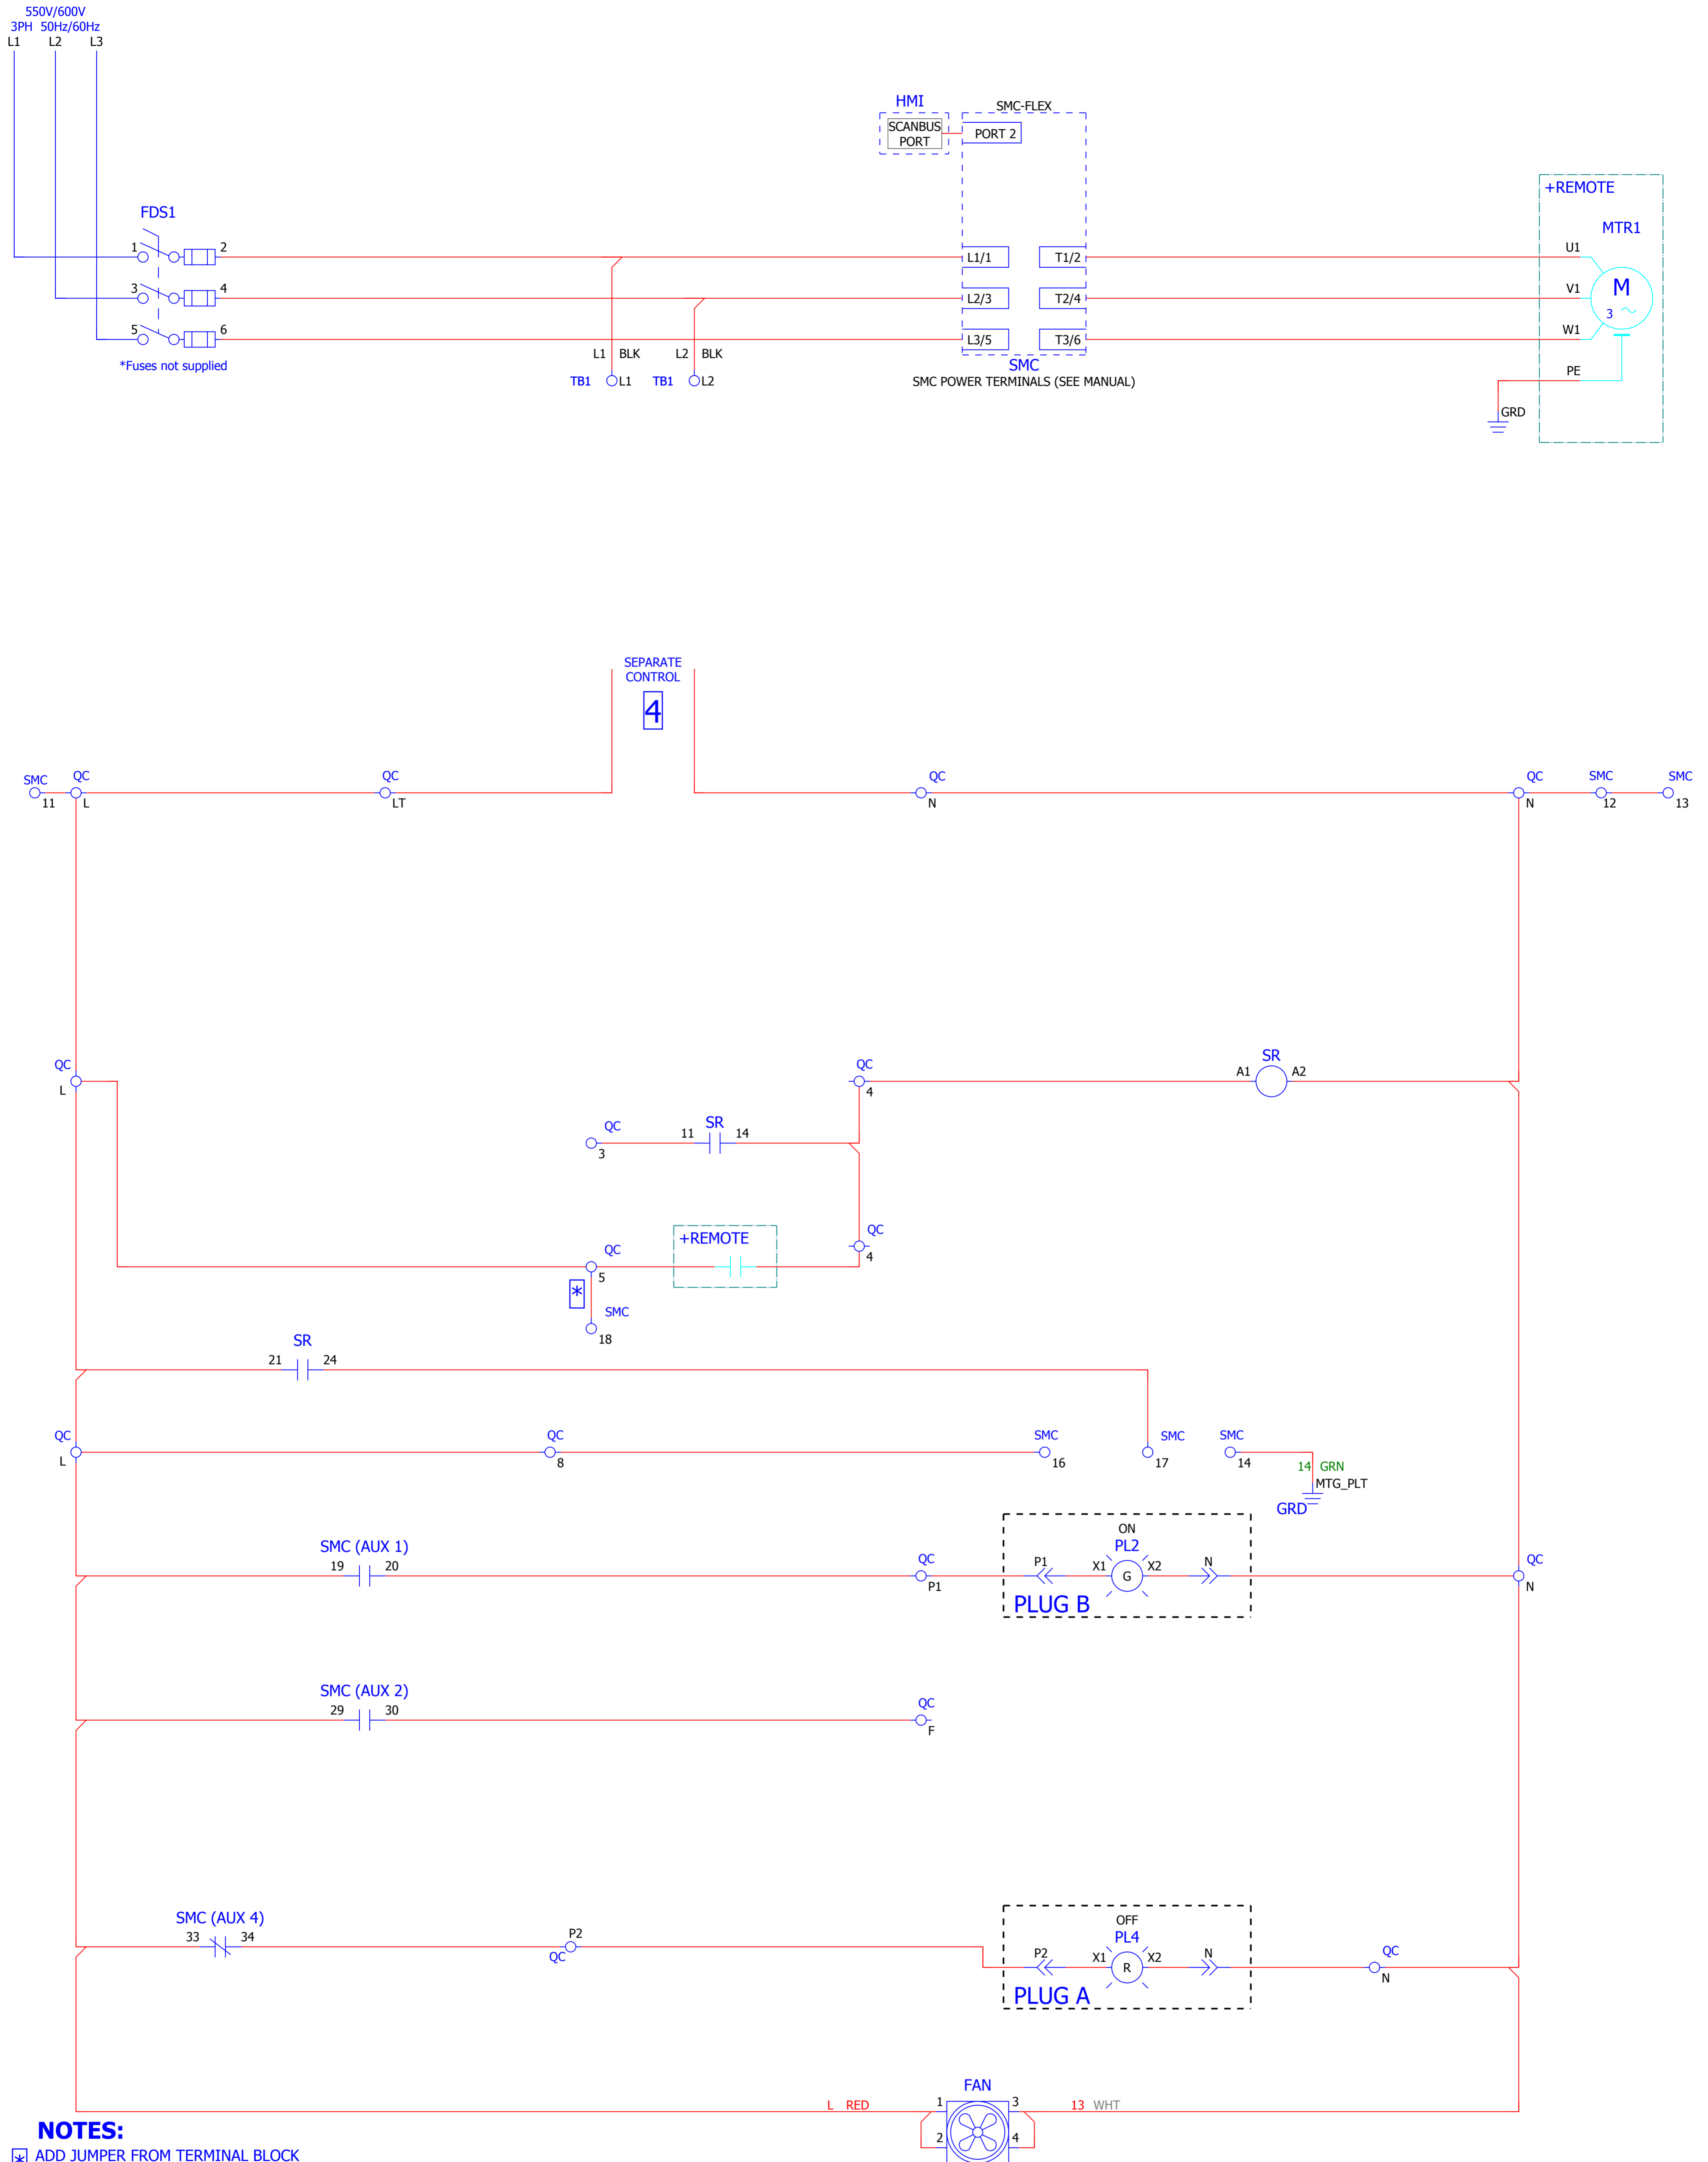 550V/600V
3PH 50Hz/60Hz
L1 L2 L3
HMI
SCANBUS
PORT
SMC-FLEX
PORT 2
+REMOTE
MTR1
FDS1
1 2
3 4
5 6
*Fuses not supplied
L1/1 T1/2
L2/3 T2/4
L3/5 T3/6
SMC
SMC POWER TERMINALS (SEE MANUAL)
U1
V1
W1
PE
M
3
GRD
L1 BLK L2 BLK
TB1 L1 TB1 L2
SEPARATE
CONTROL
4
SMC QC QC QC QC SMC SMC
11 L LT N N 12 13
QC QC SR
L 4 A1 A2
QC SR
3 11 14
+REMOTE
QC QC
5 4
*
SMC
18
SR
21 24
QC QC SMC SMC SMC
L 8 16 17 14
14 GRN
MTG_PLT
GRD
SMC (AUX 1)
19 20
QC
P1
ON
PL2
P1 X1 G X2 N
PLUG B
QC
N
SMC (AUX 2)
29 30
QC
F
SMC (AUX 4)
33 34
P2
QC
OFF
PL4
P2 X1 R X2 N
PLUG A
QC
N
FAN
L RED 1 3 13 WHT
2 4
NOTES:
* ADD JUMPER FROM TERMINAL BLOCK